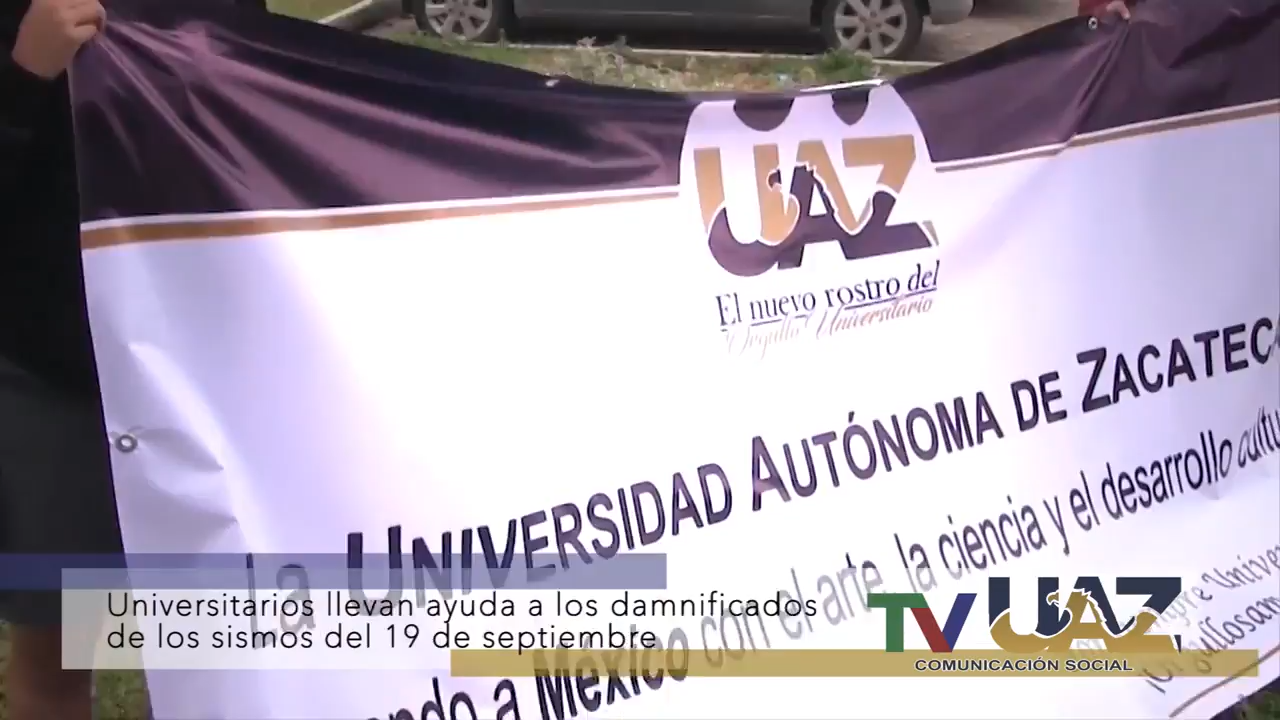 UAZ
El nuevo rostro del
Orgullo Universitario
La UNIVERSIDAD AUTÓNOMA DE ZACATEC
México con el arte, la ciencia y el desarrollo cultu
Universitarios llevan ayuda a los damnificados
de los sismos del 19 de septiembre
TV UAZ
COMUNICACIÓN SOCIAL